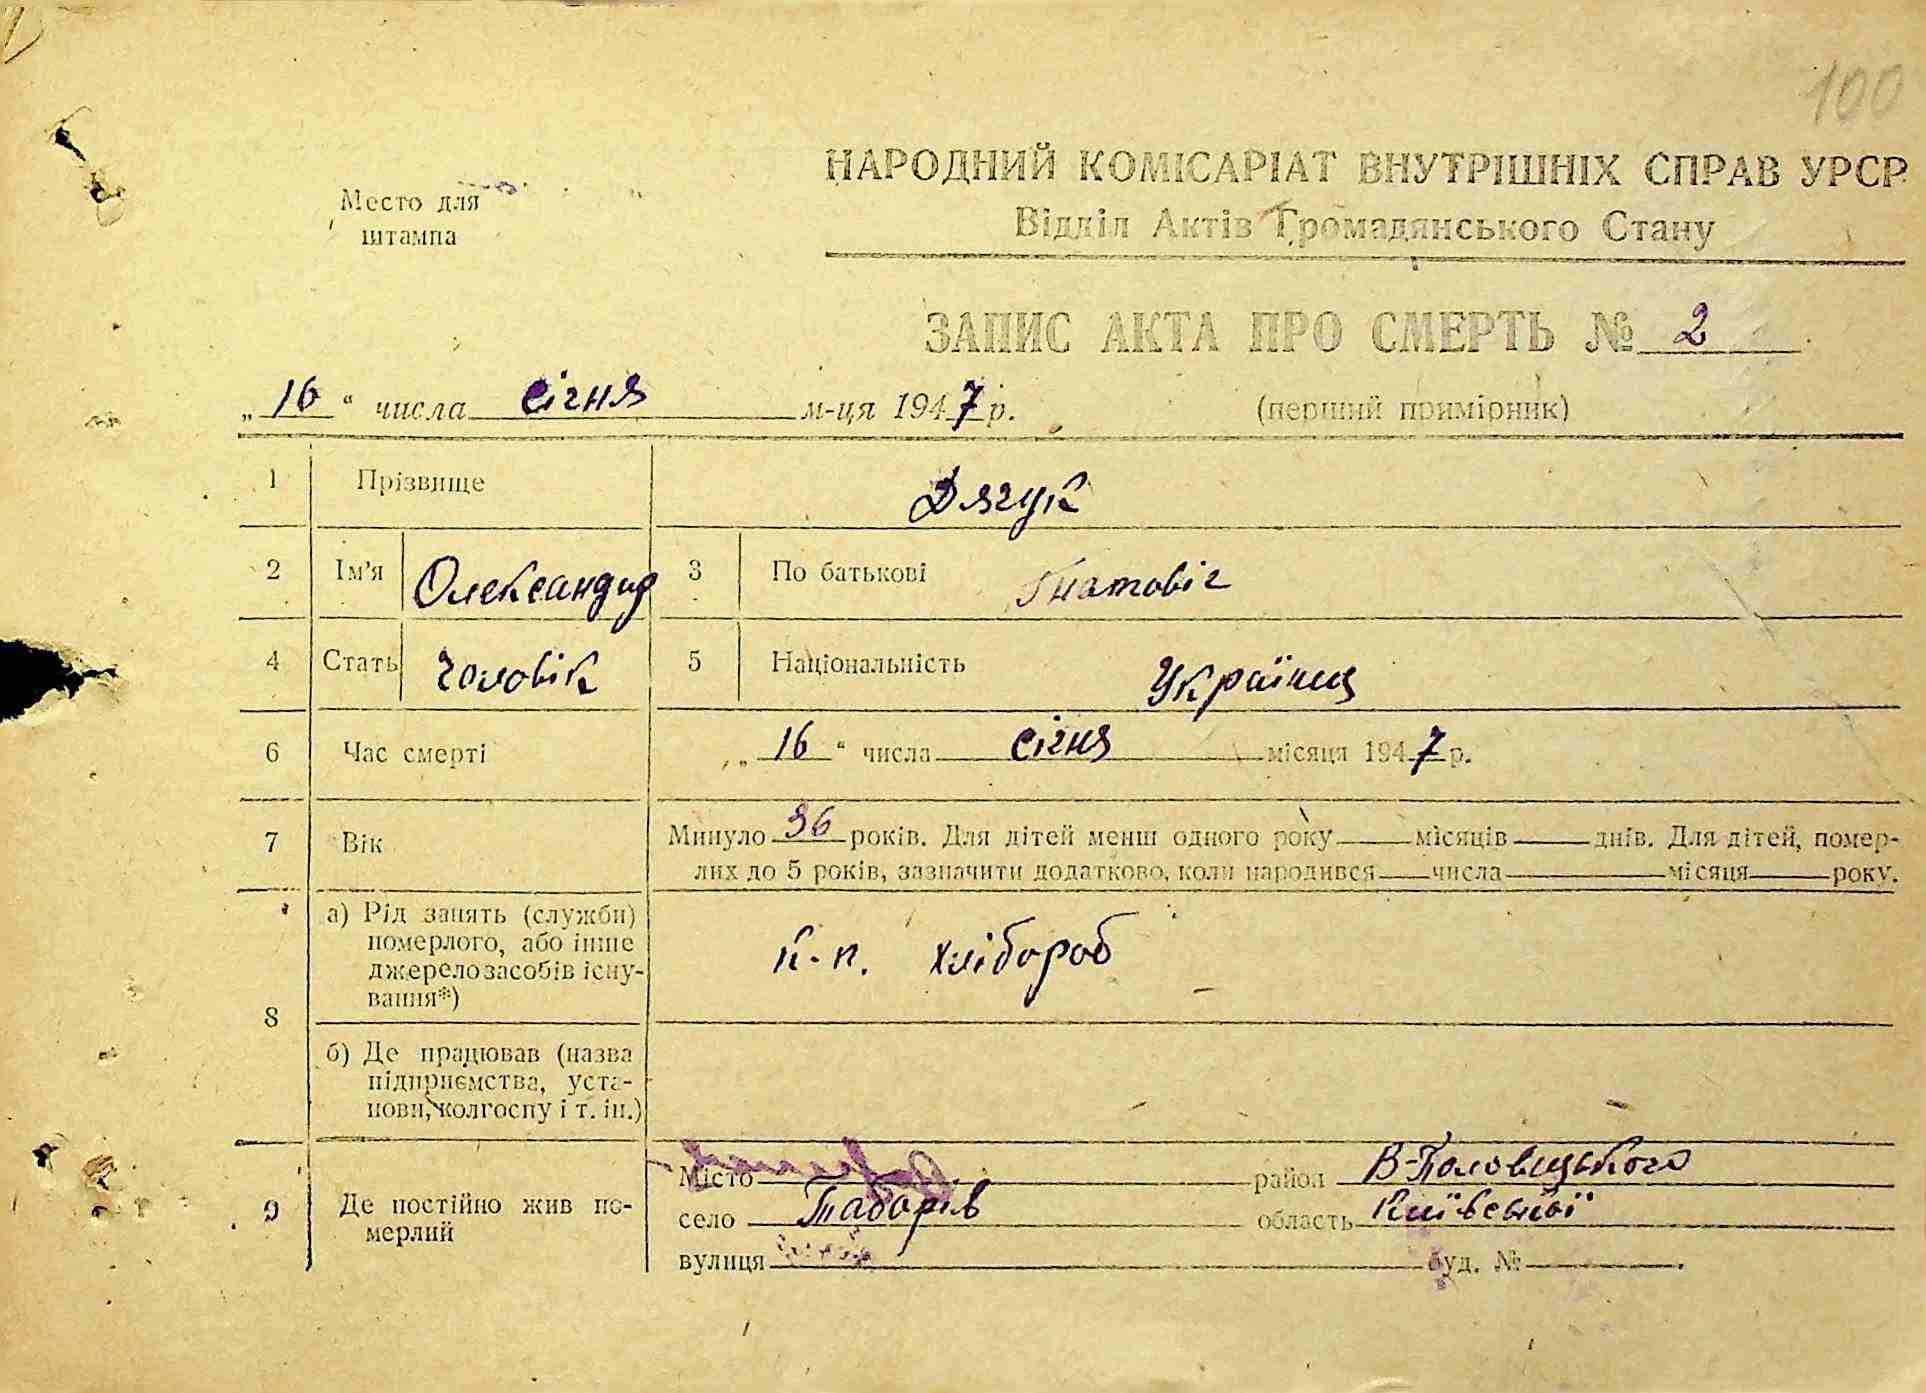 100
НАРОДНИЙ КОМІСАРІАТ ВНУТРІШНІХ СПРАВ УРСР
Место для
штампа
Відділ Актів Громадянського Стану
ЗАПИС АКТА ПРО СМЕРТЬ № 2
„16“ числа січня м-ця 1947 р. (перший примірник)
1 Прізвище Дячук
2 Ім'я Олександр 3 По батькові Гнатовіч
4 Стать Чоловік 5 Національність Українец
6 Час смерті „16“ числа січня місяця 1947 р.
7 Вік Минуло 36 років. Для дітей менш одного року місяців днів. Для дітей, помер-
лих до 5 років, зазначити додатково, коли народився числа місяця року.
8 а) Рід занять (служби)
померлого, або інше
джерело засобів існу-
вання*)
к-п. хлібороб
б) Де працював (назва
підприємства, уста-
нови, колгоспу і т. ін.)
9 Де постійно жив по-
мерлий
Місто район В-Половицького
село Таборів область Київської
вулиця буд. №